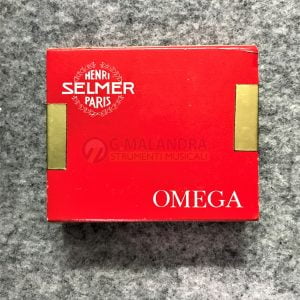 HENRI
SELMER
PARIS
G MALANDRA
STRUMENTI MUSICALI
OMEGA